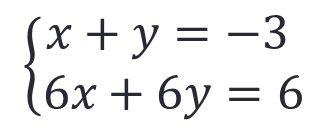 x + y = −3
6x + 6y = 6